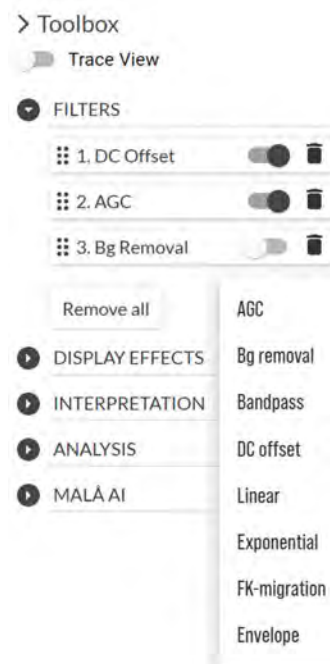 Toolbox
Trace View
FILTERS
1. DC Offset
2. AGC
3. Bg Removal
Remove all
DISPLAY EFFECTS
INTERPRETATION
ANALYSIS
MALÅ AI
AGC
Bg removal
Bandpass
DC offset
Linear
Exponential
FK-migration
Envelope